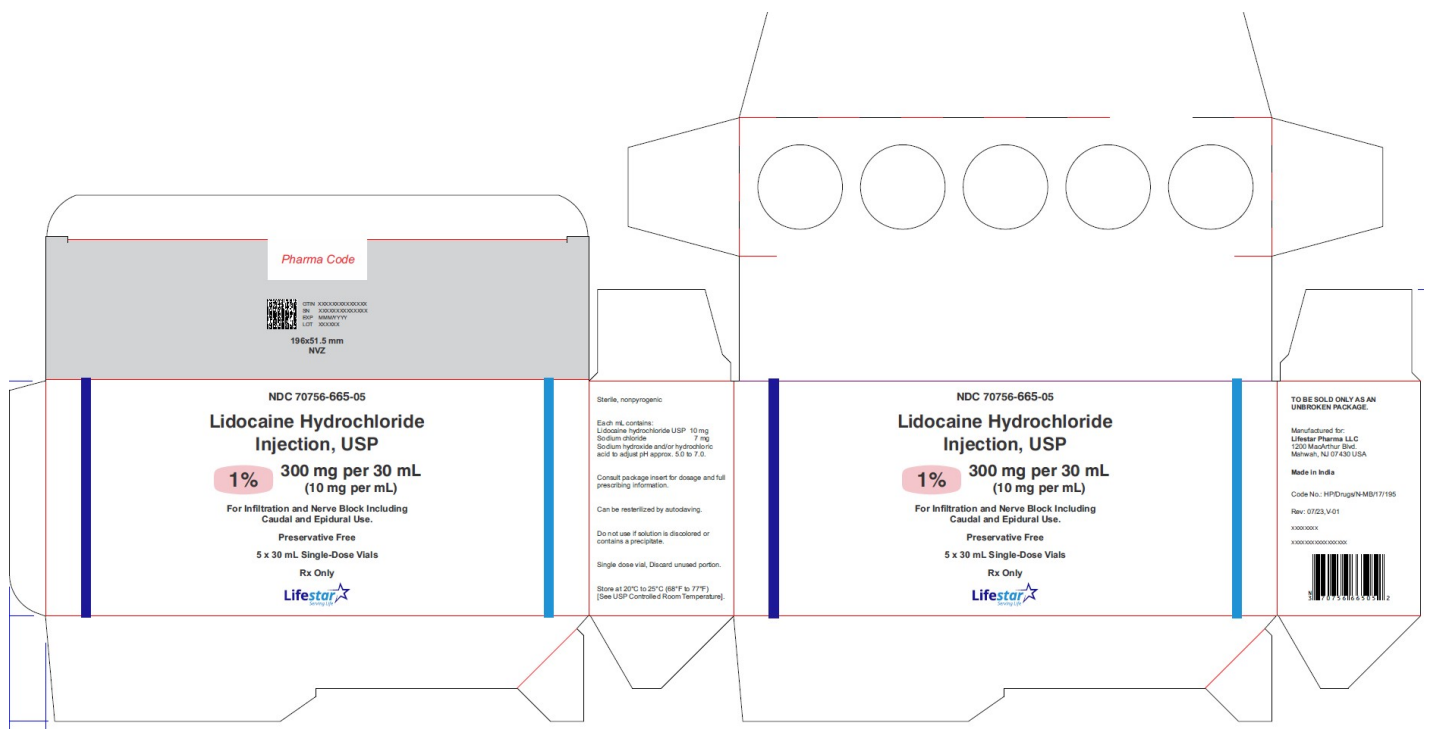 Pharma Code
GTIN XXXXXXXXXXXXXX
SN XXXXXXXXXXXXXX
EXP MMM/YYYY
LOT XXXXXX
196x51.5 mm
NVZ
NDC 70756-665-05
Lidocaine Hydrochloride
Injection, USP
1% 300 mg per 30 mL
(10 mg per mL)
For Infiltration and Nerve Block Including
Caudal and Epidural Use.
Preservative Free
5 x 30 mL Single-Dose Vials
Rx Only
Lifestar
Serving Life
Sterile, nonpyrogenic
Each mL contains:
Lidocaine hydrochloride USP 10 mg
Sodium chloride 7 mg
Sodium hydroxide and/or hydrochloric
acid to adjust pH approx. 5.0 to 7.0.
Consult package insert for dosage and full
prescribing information.
Can be resterilized by autoclaving.
Do not use if solution is discolored or
contains a precipitate.
Single dose vial, Discard unused portion.
Store at 20°C to 25°C (68°F to 77°F)
[See USP Controlled Room Temperature].
NDC 70756-665-05
Lidocaine Hydrochloride
Injection, USP
1% 300 mg per 30 mL
(10 mg per mL)
For Infiltration and Nerve Block Including
Caudal and Epidural Use.
Preservative Free
5 x 30 mL Single-Dose Vials
Rx Only
Lifestar
Serving Life
TO BE SOLD ONLY AS AN
UNBROKEN PACKAGE.
Manufactured for:
Lifestar Pharma LLC
1200 MacArthur Blvd.
Mahwah, NJ 07430 USA
Made in India
Code No.: HP/Drugs/N-MB/17/195
Rev: 07/23,V-01
XXXXXXXX
XXXXXXXXXXXXXXXX
N
3 70756 66505 2